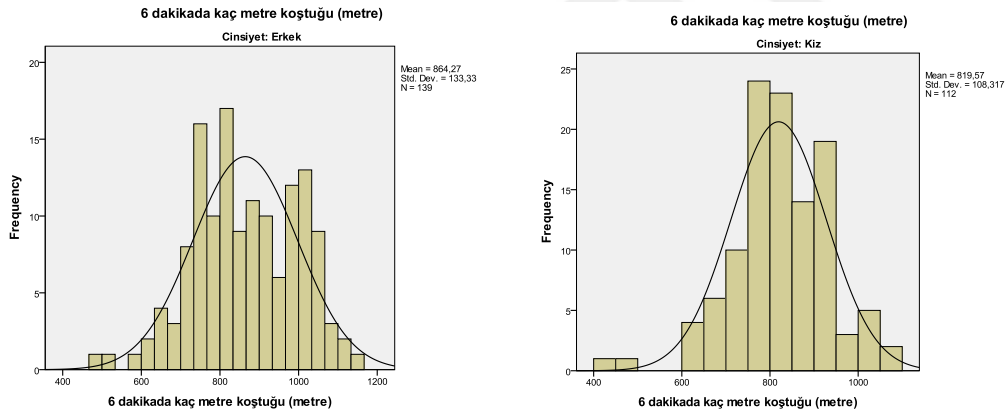 6 dakikada kaç metre koştuğu (metre)
Cinsiyet: Erkek
Mean = 864,27
Std. Dev. = 133,33
N = 139
Frequency
20
15
10
5
0
400 600 800 1000 1200
6 dakikada kaç metre koştuğu (metre)
6 dakikada kaç metre koştuğu (metre)
Cinsiyet: Kiz
Mean = 819,57
Std. Dev. = 108,317
N = 112
Frequency
25
20
15
10
5
0
400 600 800 1000
6 dakikada kaç metre koştuğu (metre)